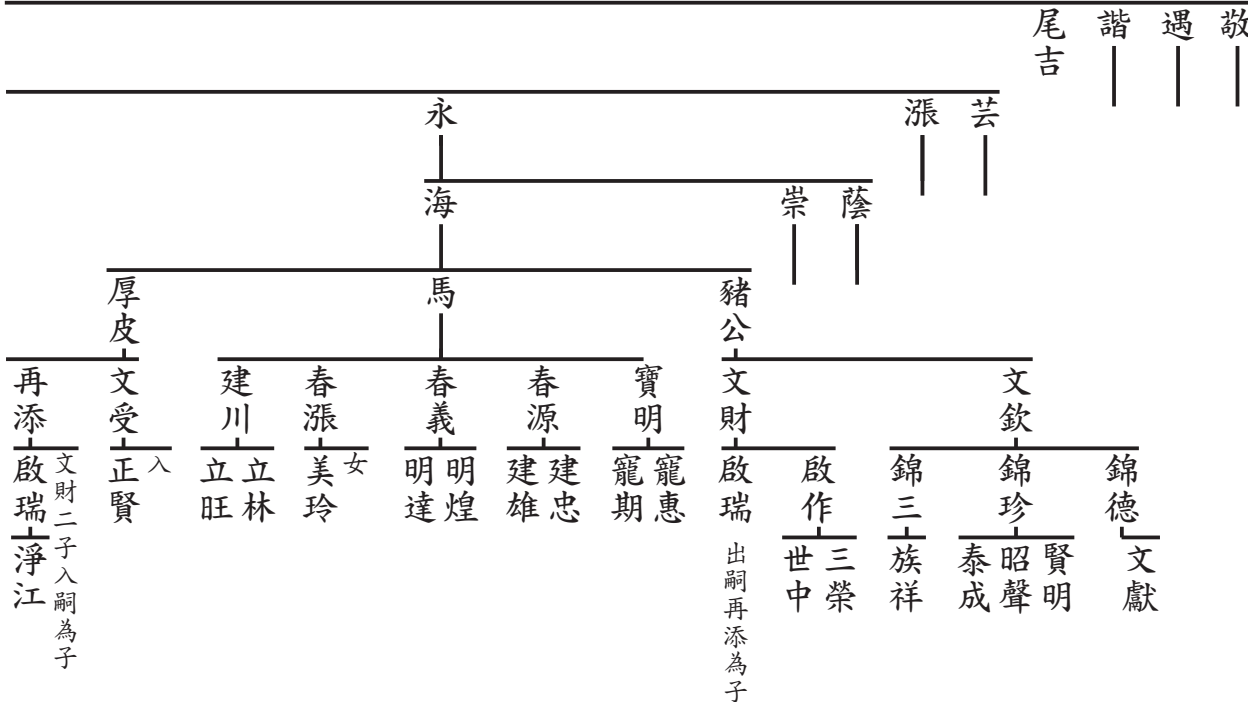 敬
遇
諧
尾吉
芸
漲
永
蔭
崇
海
豬公
馬
厚皮
文欽
文財
寶明
春源
春義
春漲
建川
文受
再添
錦德
錦珍
錦三
啟作
啟瑞
出嗣再添為子
寵惠
寵期
建忠
建雄
明煌
明達
女
美玲
立林
立旺
入
正賢
文財二子入嗣為子
啟瑞
文獻
賢明
昭聲
泰成
族祥
三榮
世中
淨江